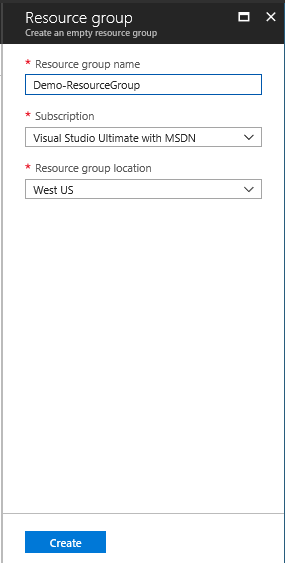 Resource group
Create an empty resource group
* Resource group name
Demo-ResourceGroup
* Subscription
Visual Studio Ultimate with MSDN
* Resource group location
West US
Create